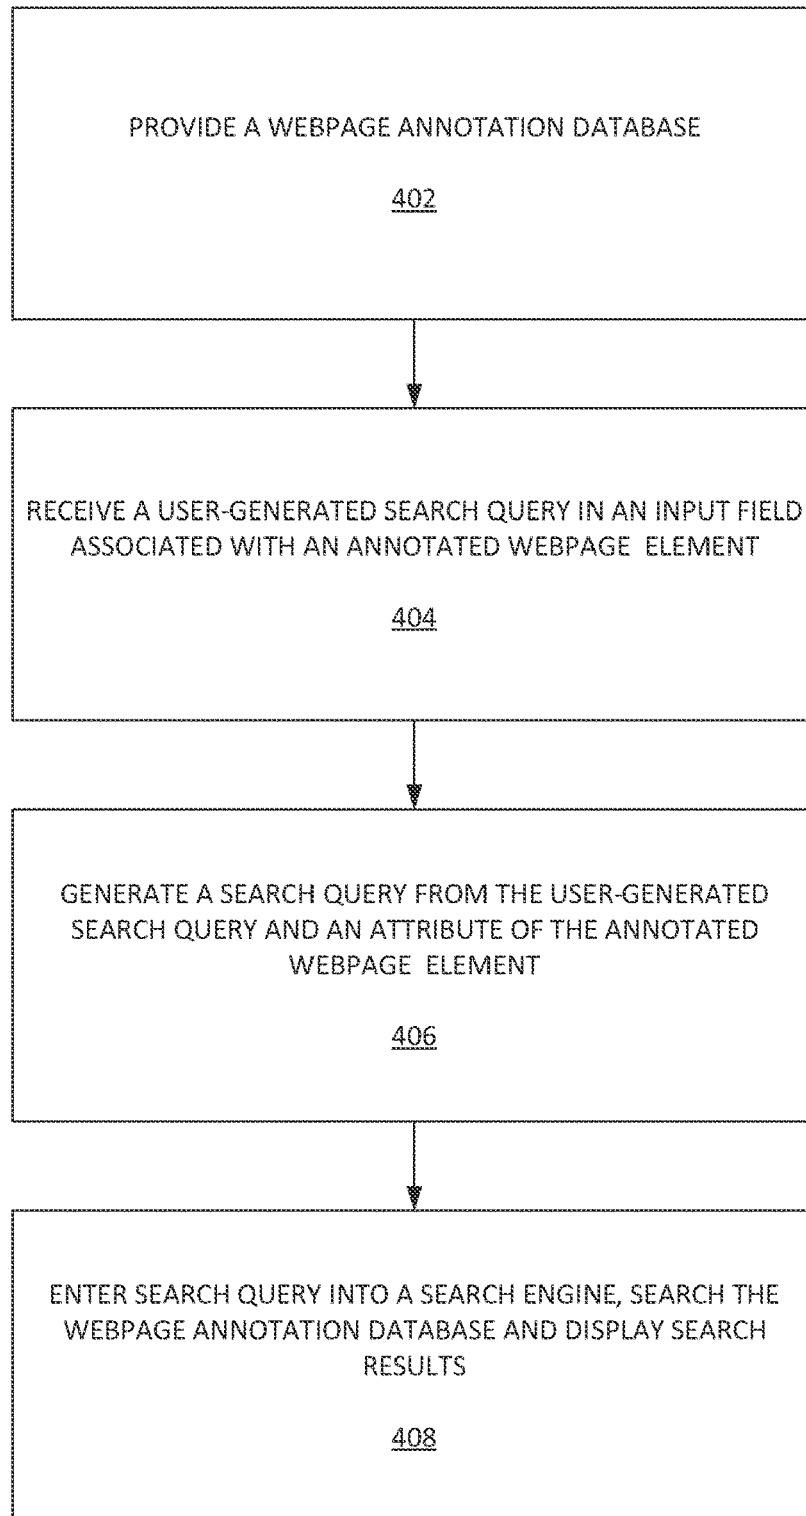 PROVIDE A WEBPAGE ANNOTATION DATABASE
402
RECEIVE A USER-GENERATED SEARCH QUERY IN AN INPUT FIELD
ASSOCIATED WITH AN ANNOTATED WEBPAGE ELEMENT
404
GENERATE A SEARCH QUERY FROM THE USER-GENERATED
SEARCH QUERY AND AN ATTRIBUTE OF THE ANNOTATED
WEBPAGE ELEMENT
406
ENTER SEARCH QUERY INTO A SEARCH ENGINE, SEARCH THE
WEBPAGE ANNOTATION DATABASE AND DISPLAY SEARCH
RESULTS
408